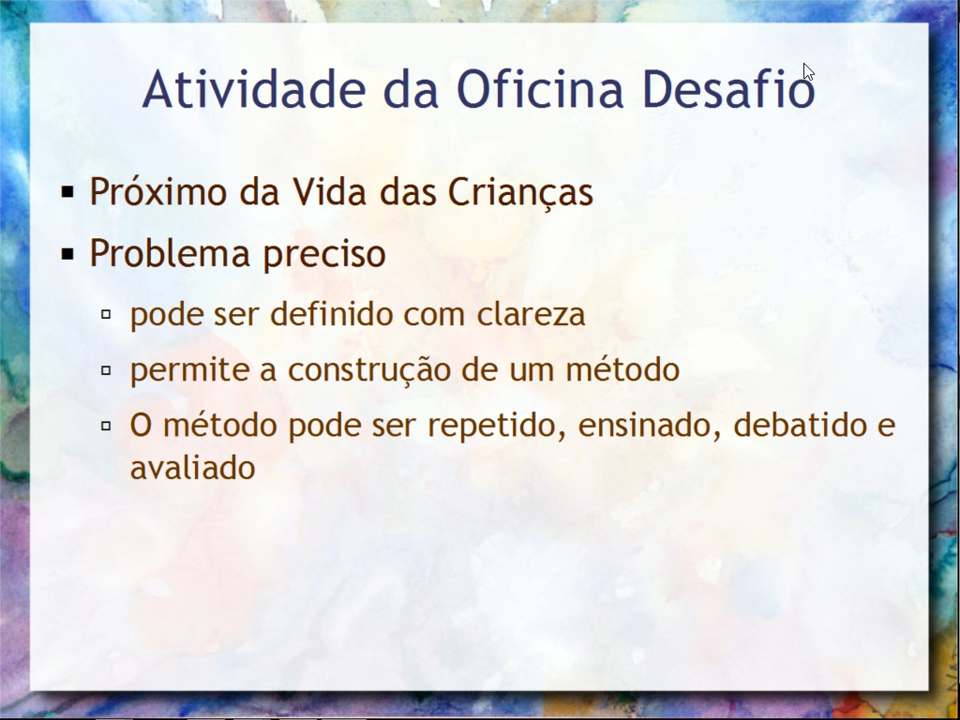 Atividade da Oficina Desafio
Próximo da Vida das Crianças
Problema preciso
pode ser definido com clareza
permite a construção de um método
O método pode ser repetido, ensinado, debatido e
avaliado